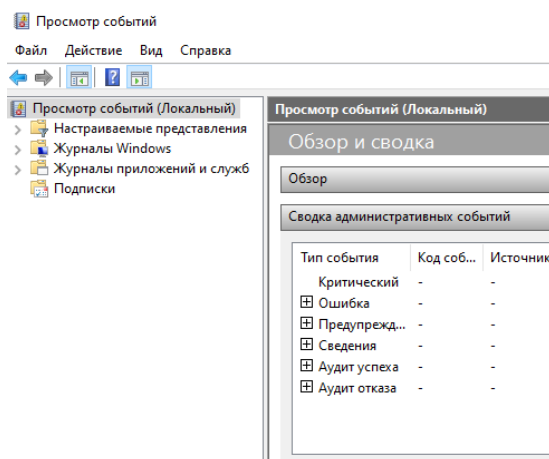 Просмотр событий
Файл Действие Вид Справка
Просмотр событий (Локальный)
Настраиваемые представления
Журналы Windows
Журналы приложений и служб
Подписки
Просмотр событий (Локальный)
Обзор и сводка
Обзор
Сводка административных событий
Тип события Код соб... Источник
Критический - -
Ошибка - -
Предупрежд... - -
Сведения - -
Аудит успеха - -
Аудит отказа - -